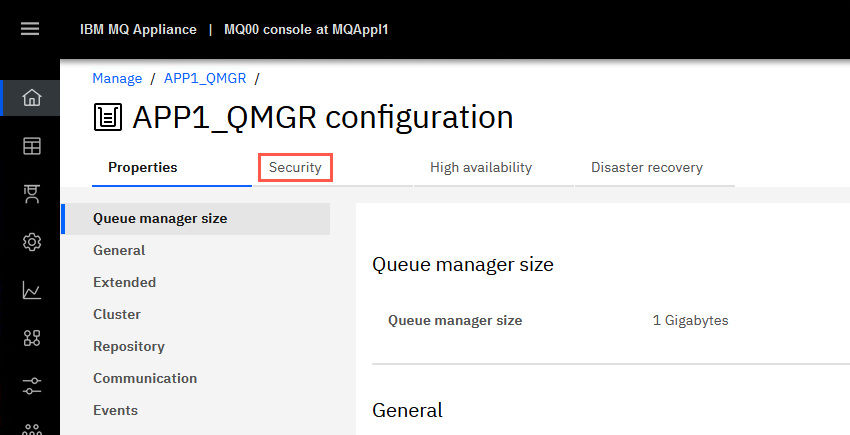 IBM MQ Appliance | MQ00 console at MQAppl1
Manage / APP1_QMGR /
APP1_QMGR configuration
Properties Security High availability Disaster recovery
Queue manager size
General
Extended
Cluster
Repository
Communication
Events
Queue manager size
Queue manager size 1 Gigabytes
General